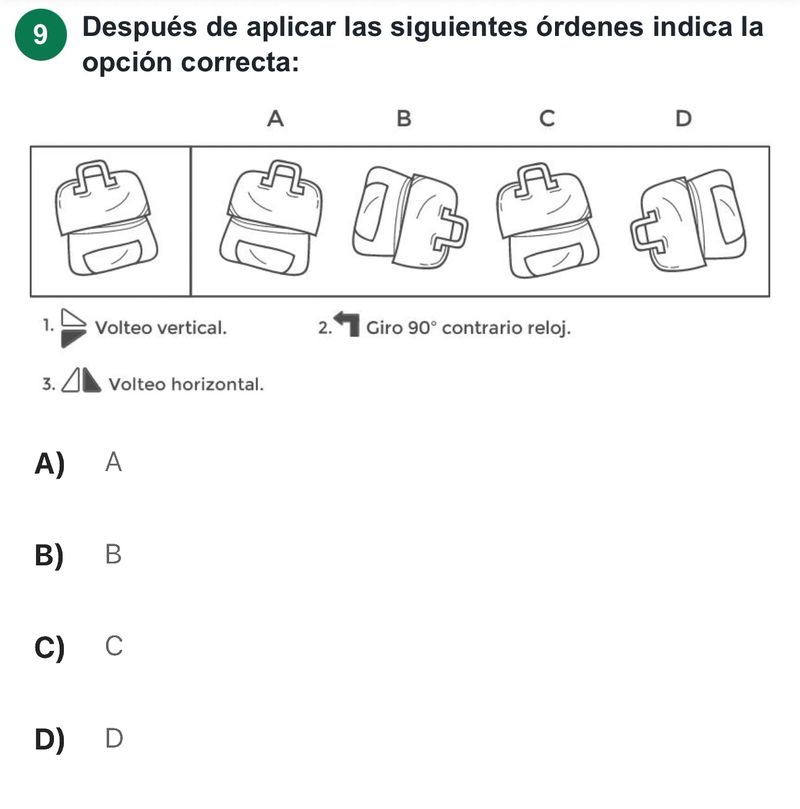 9 Después de aplicar las siguientes órdenes indica la
opción correcta:
A B C D
1. Volteo vertical. 2. Giro 90° contrario reloj.
3. Volteo horizontal.
A) A
B) B
C) C
D) D